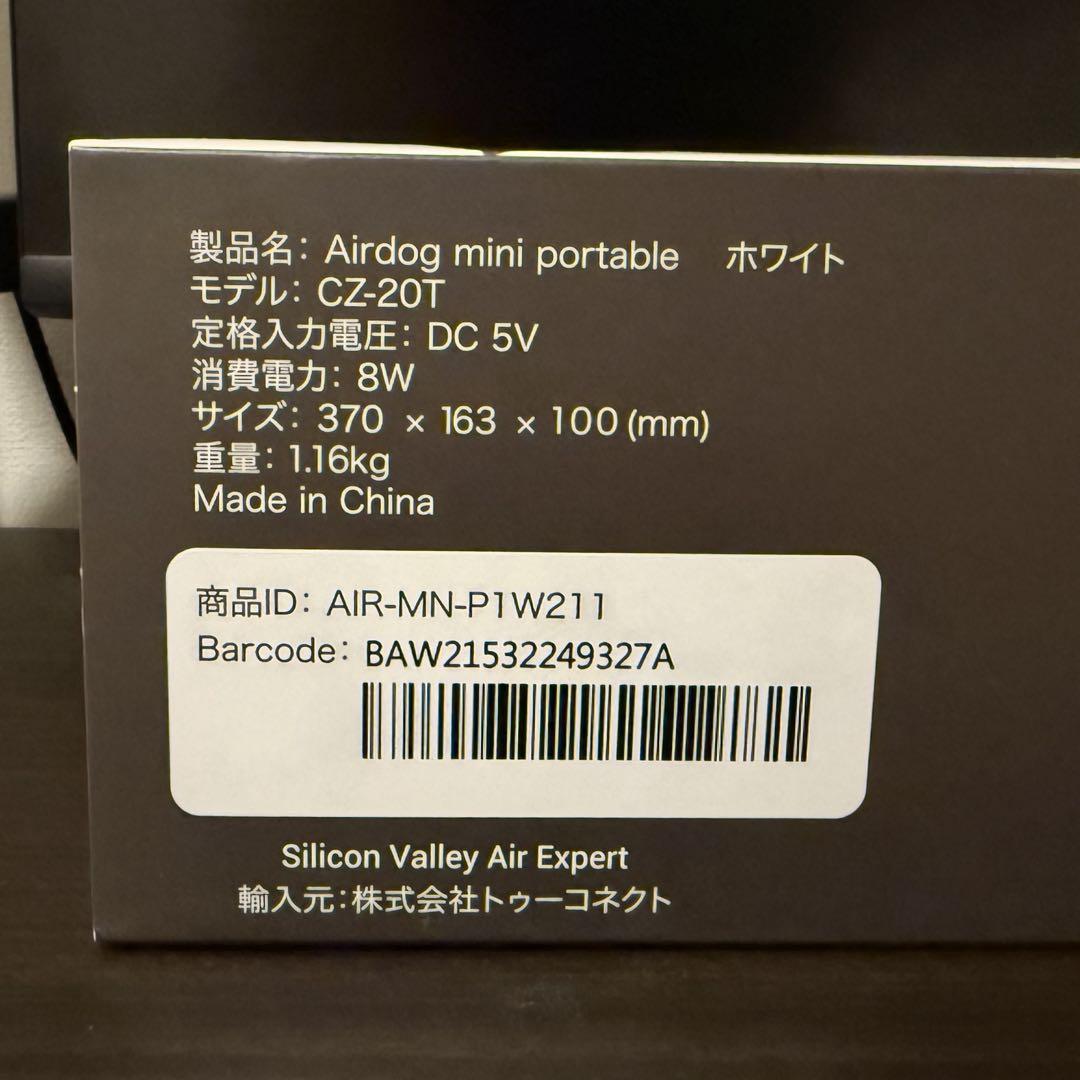 製品名: Airdog mini portable ホワイト
モデル: CZ-20T
定格入力電圧: DC 5V
消費電力: 8W
サイズ: 370 × 163 × 100 (mm)
重量: 1.16kg
Made in China
商品ID: AIR-MN-P1W211
Barcode: BAW21532249327A
Silicon Valley Air Expert
輸入元:株式会社トゥーコネクト